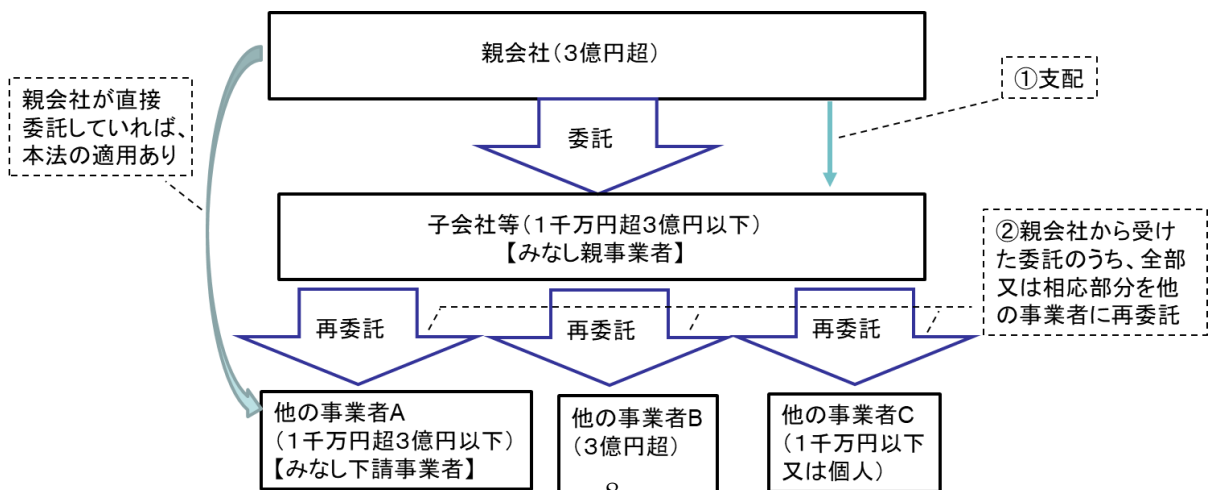 親会社(3億円超)
①支配
親会社が直接
委託していれば、
本法の適用あり
委託
子会社等(1千万円超3億円以下)
【みなし親事業者】
②親会社から受け
た委託のうち、全部
又は相応部分を他
の事業者に再委託
再委託
再委託
再委託
他の事業者A
(1千万円超3億円以下)
【みなし下請事業者】
他の事業者B
(3億円超)
他の事業者C
(1千万円以下
又は個人)
8